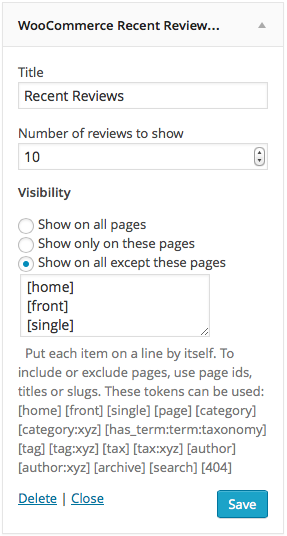 WooCommerce Recent Review...
Title
Recent Reviews
Number of reviews to show
10
Visibility
Show on all pages
Show only on these pages
Show on all except these pages
[home]
[front]
[single]
Put each item on a line by itself. To
include or exclude pages, use page ids,
titles or slugs. These tokens can be used:
[home] [front] [single] [page] [category]
[category:xyz] [has_term:term:taxonomy]
[tag] [tag:xyz] [tax] [tax:xyz] [author]
[author:xyz] [archive] [search] [404]
Delete | Close
Save